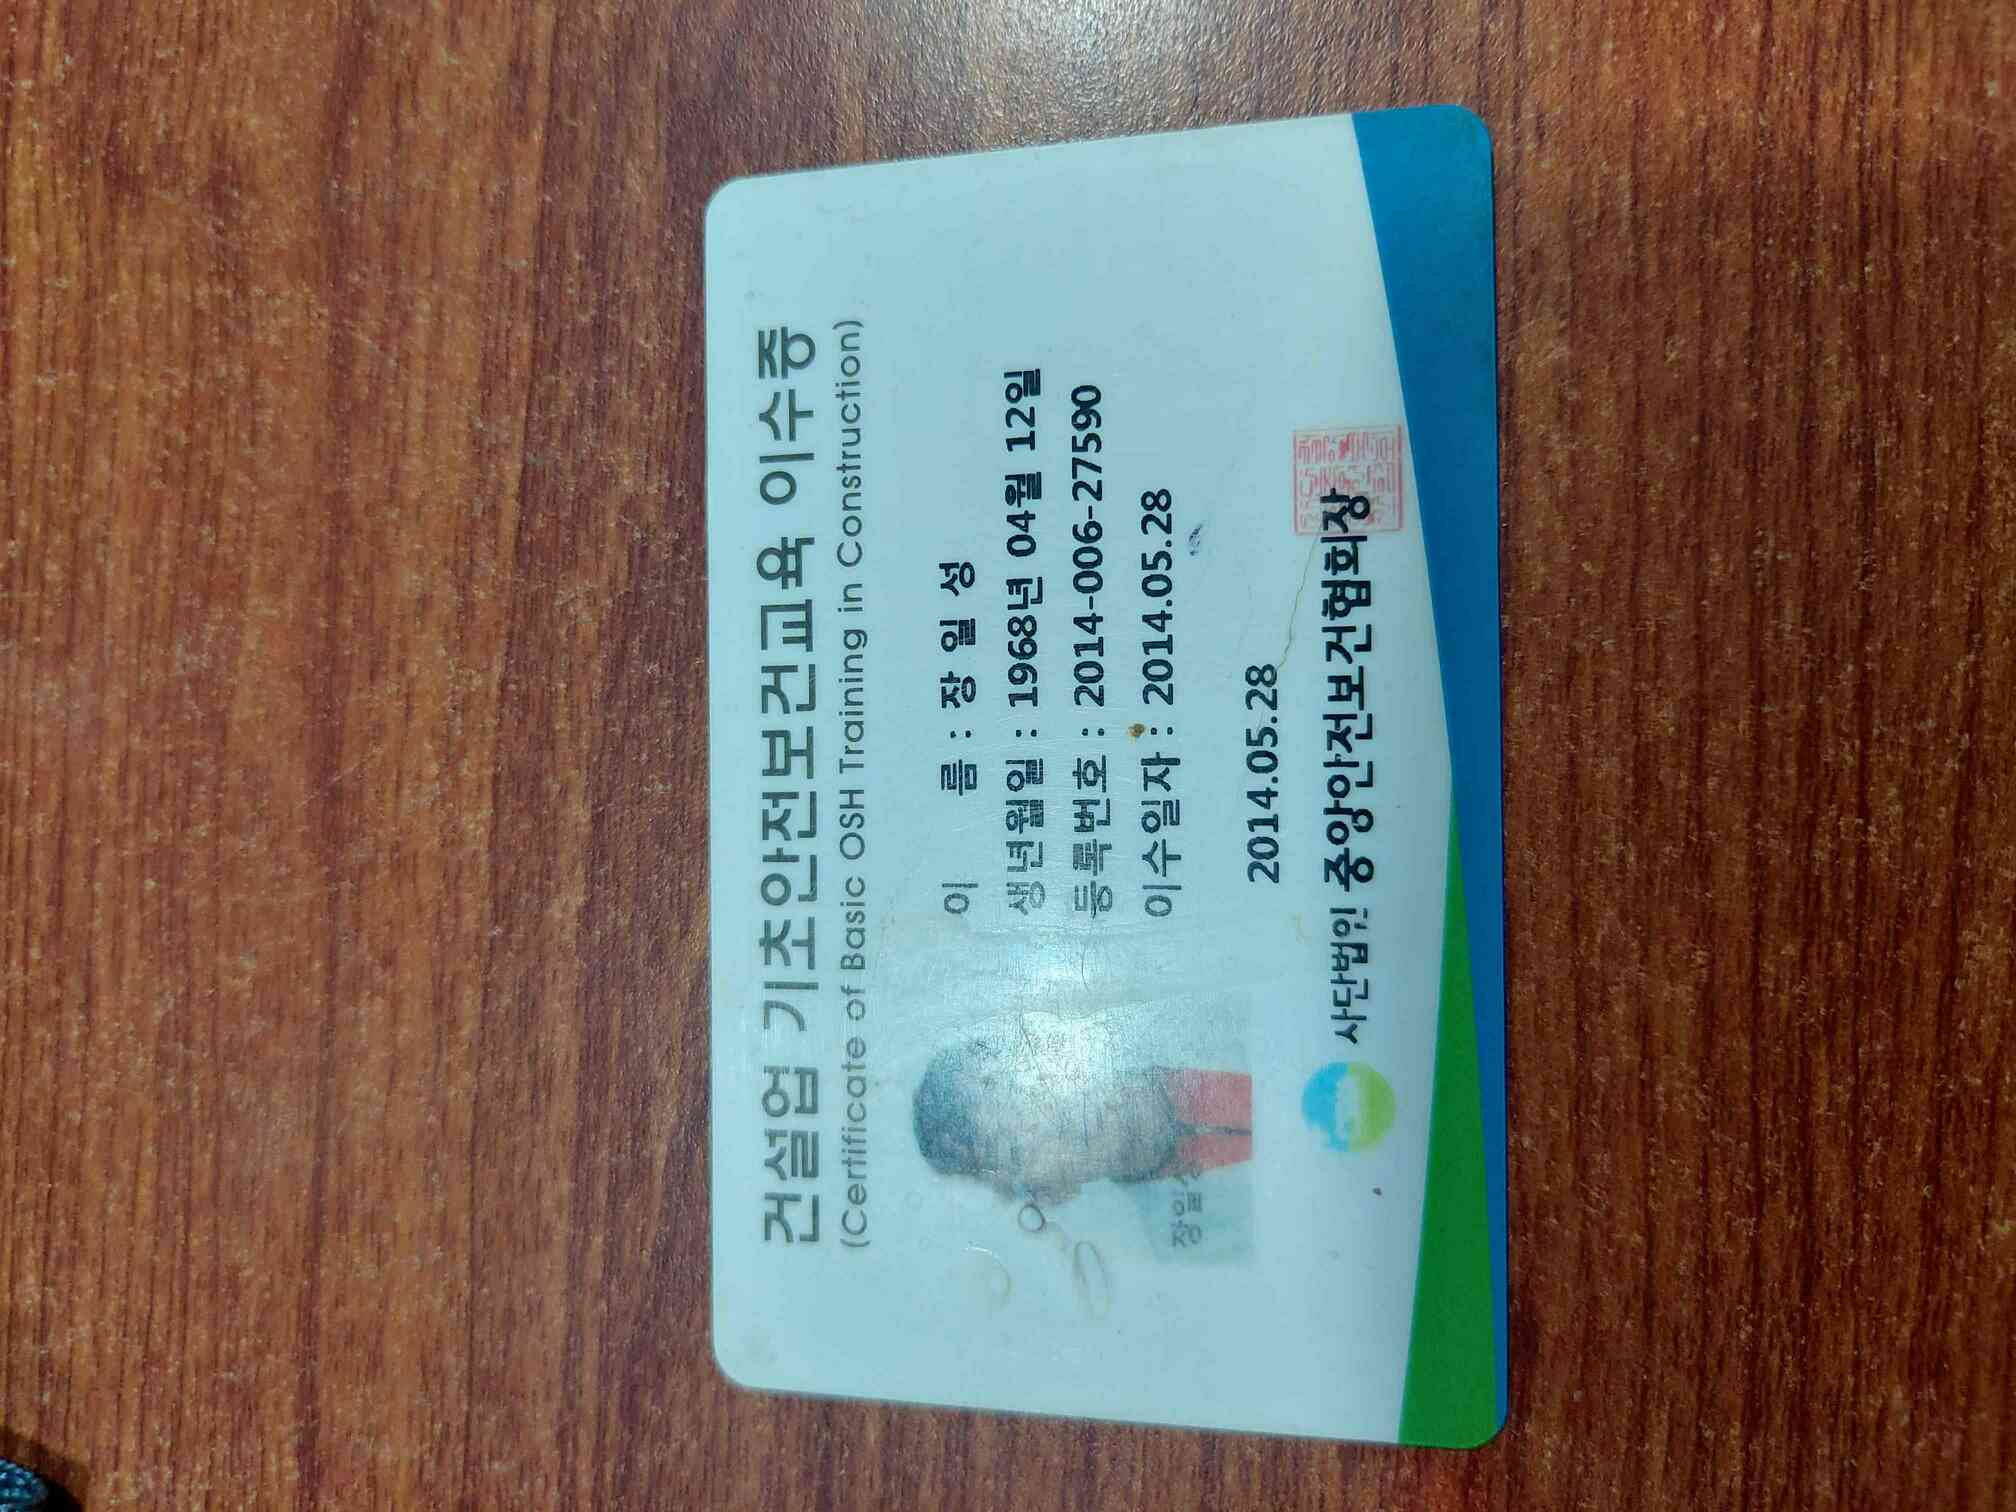 건설업 기초안전보건교육 이수증
(Certificate of Basic OSH Training in Construction)
이 름 : 장 일 성
생년월일 : 1968년 04월 12일
등록번호 : 2014-006-27590
이수일자 : 2014.05.28
장일성
2014.05.28
사단법인 중앙안전보건협회장